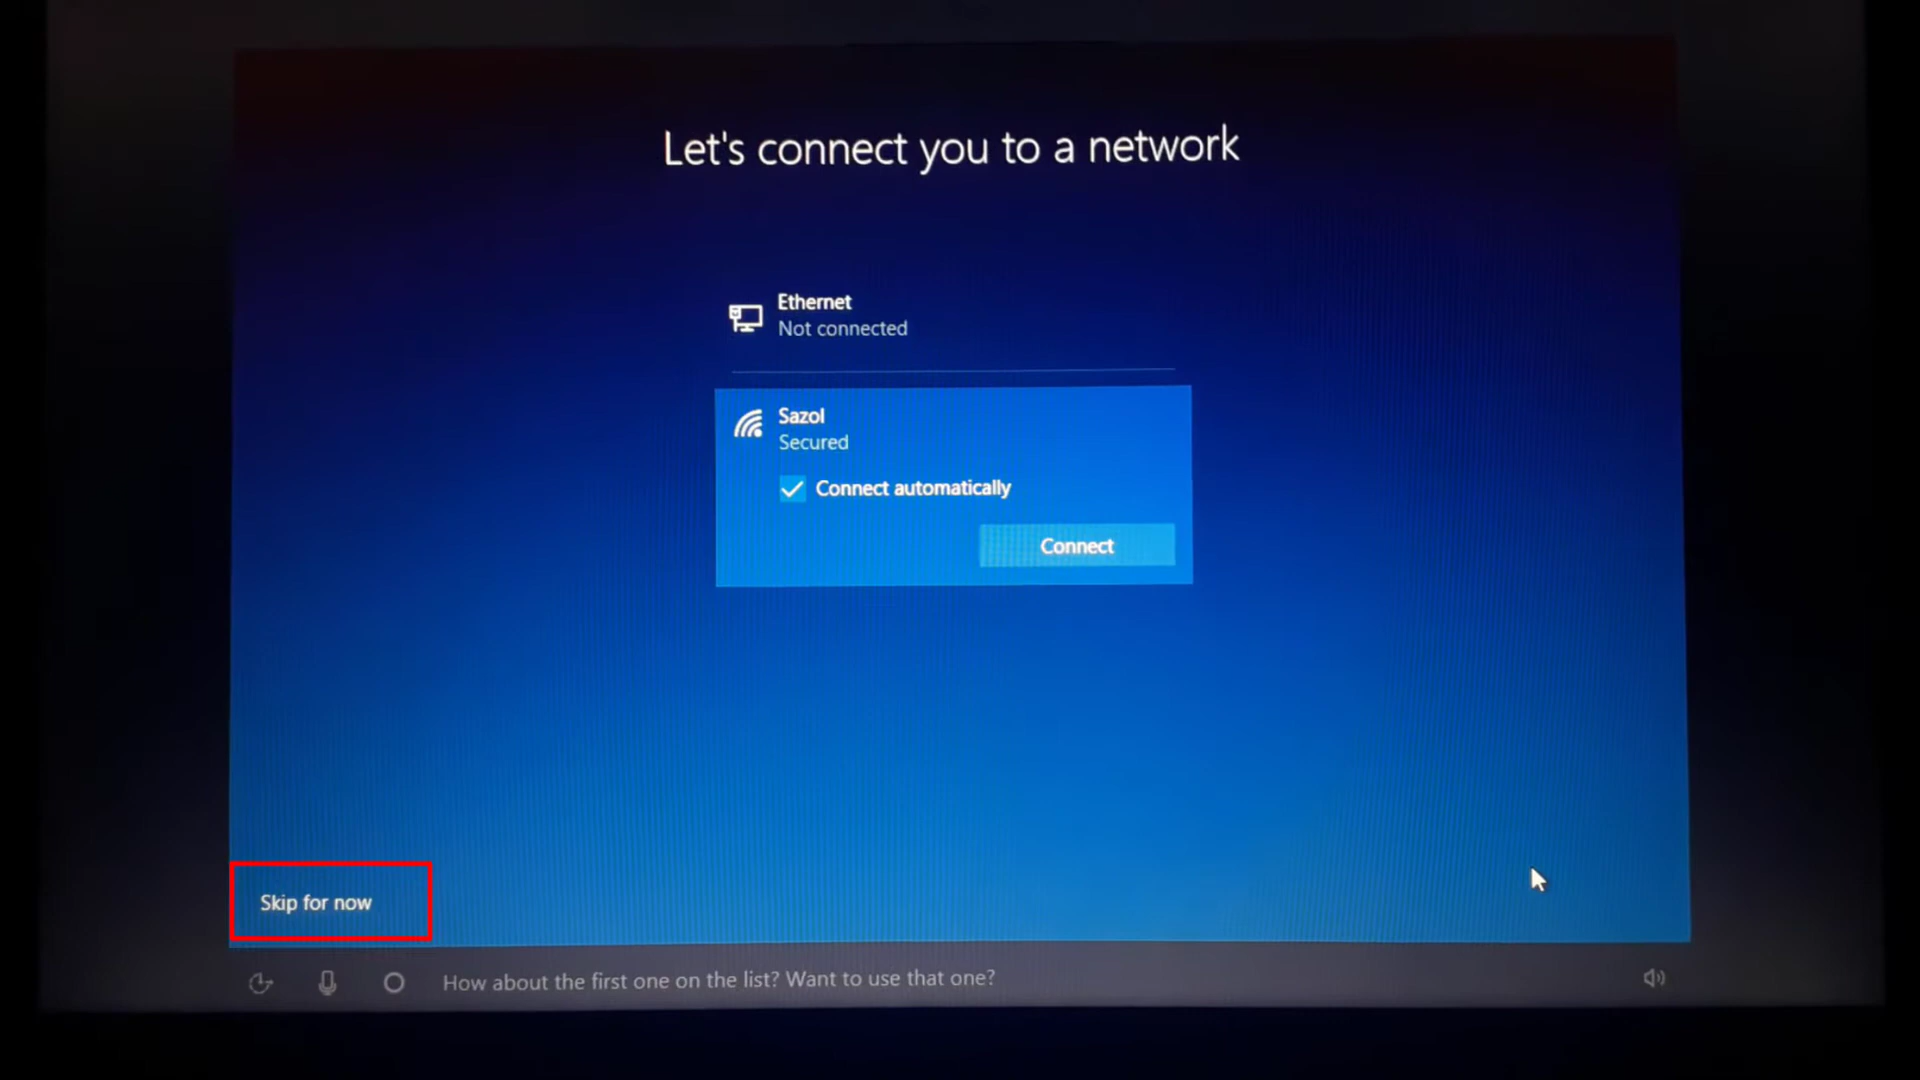 Let's connect you to a network
Ethernet
Not connected
Sazol
Secured
Connect automatically
Connect
Skip for now
How about the first one on the list? Want to use that one?